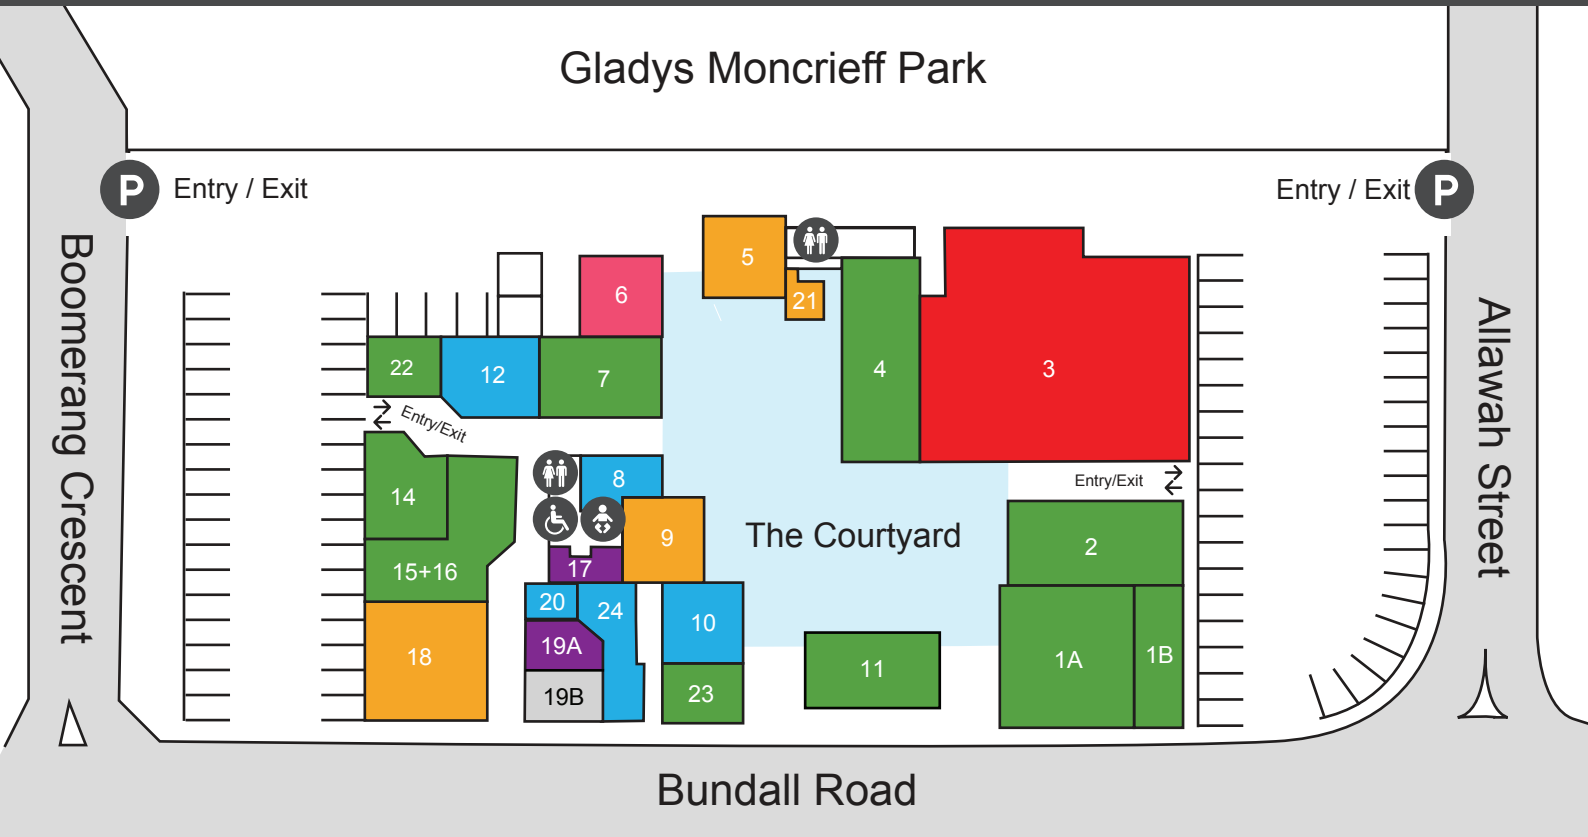 Gladys Moncrieff Park
P Entry / Exit
Entry / Exit P
Boomerang Crescent
Allawah Street
5
6
21
22
12
7
4
3
Entry/Exit
Entry/Exit
14
8
The Courtyard
9
2
15+16
17
20
24
10
18
19A
11
1A
1B
19B
23
Bundall Road